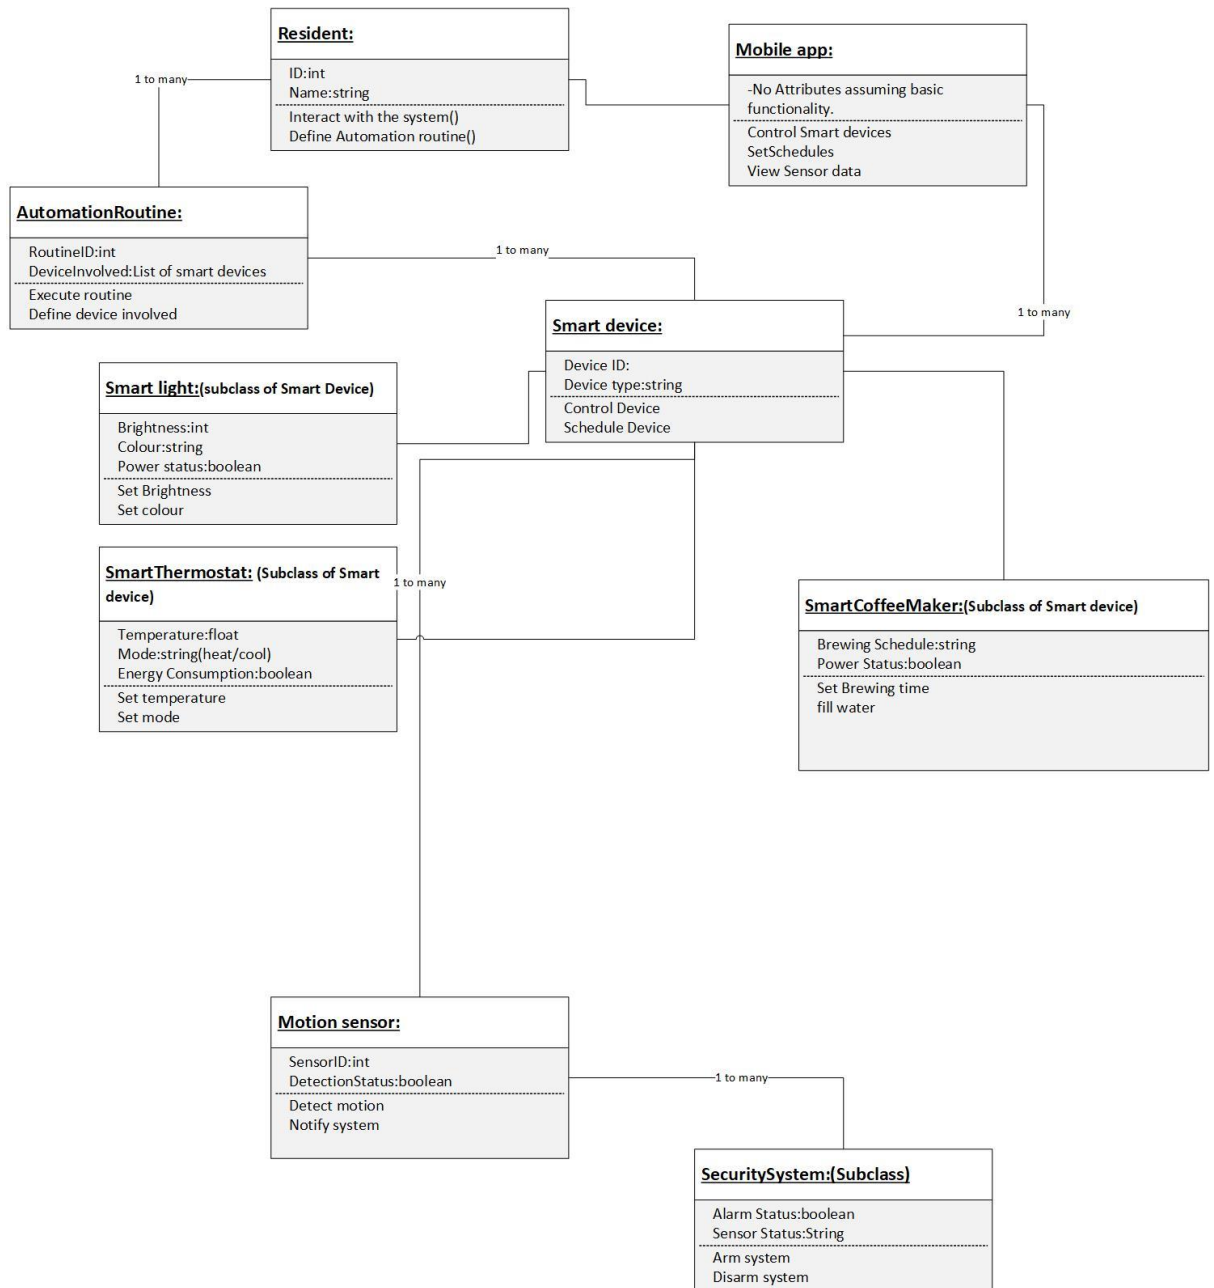 Resident:
ID:int
Name:string
Interact with the system()
Define Automation routine()
Mobile app:
-No Attributes assuming basic
functionality.
Control Smart devices
SetSchedules
View Sensor data
1 to many
AutomationRoutine:
RoutineID:int
DeviceInvolved:List of smart devices
Execute routine
Define device involved
1 to many
1 to many
Smart device:
Device ID:
Device type:string
Control Device
Schedule Device
Smart light:(subclass of Smart Device)
Brightness:int
Colour:string
Power status:boolean
Set Brightness
Set colour
SmartThermostat: (Subclass of Smart
device)
Temperature:float
Mode:string(heat/cool)
Energy Consumption:boolean
Set temperature
Set mode
1 to many
SmartCoffeeMaker:(Subclass of Smart device)
Brewing Schedule:string
Power Status:boolean
Set Brewing time
fill water
Motion sensor:
SensorID:int
DetectionStatus:boolean
Detect motion
Notify system
1 to many
SecuritySystem:(Subclass)
Alarm Status:boolean
Sensor Status:String
Arm system
Disarm system